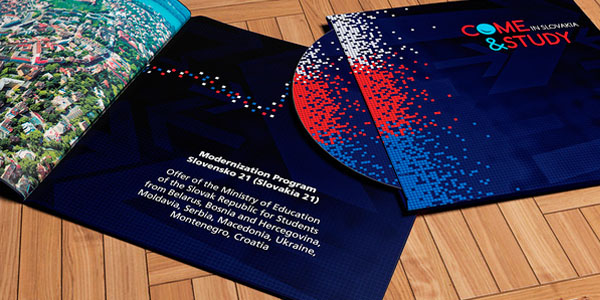 COME IN SLOVAKIA
&STUDY
Modernization Program
Slovensko 21 (Slovakia 21)
Offer of the Ministry of Education
of the Slovak Republic for Students
from Belarus, Bosnia and Hercegovina,
Moldavia, Serbia, Macedonia, Ukraine,
Montenegro, Croatia